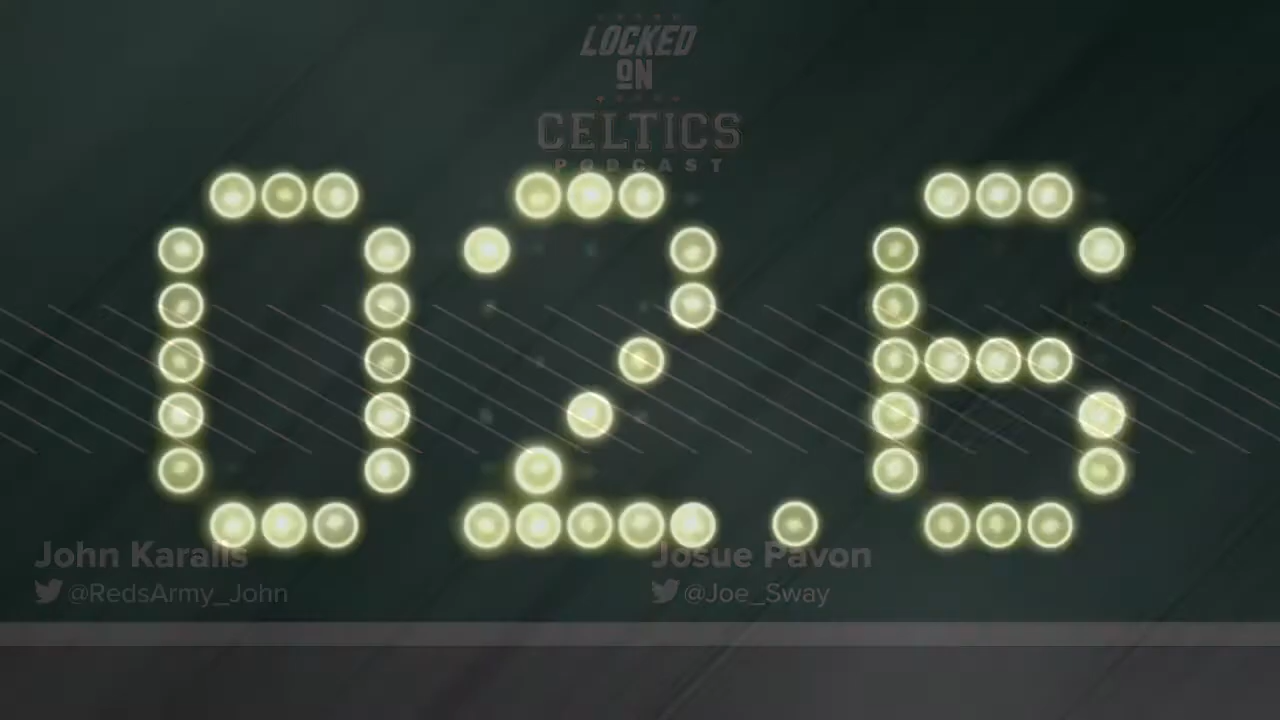 LOCKED
ON
CELTICS
PODCAST
02.6
John Karalis
@RedsArmy_John
Josue Pavon
@Joe_Sway